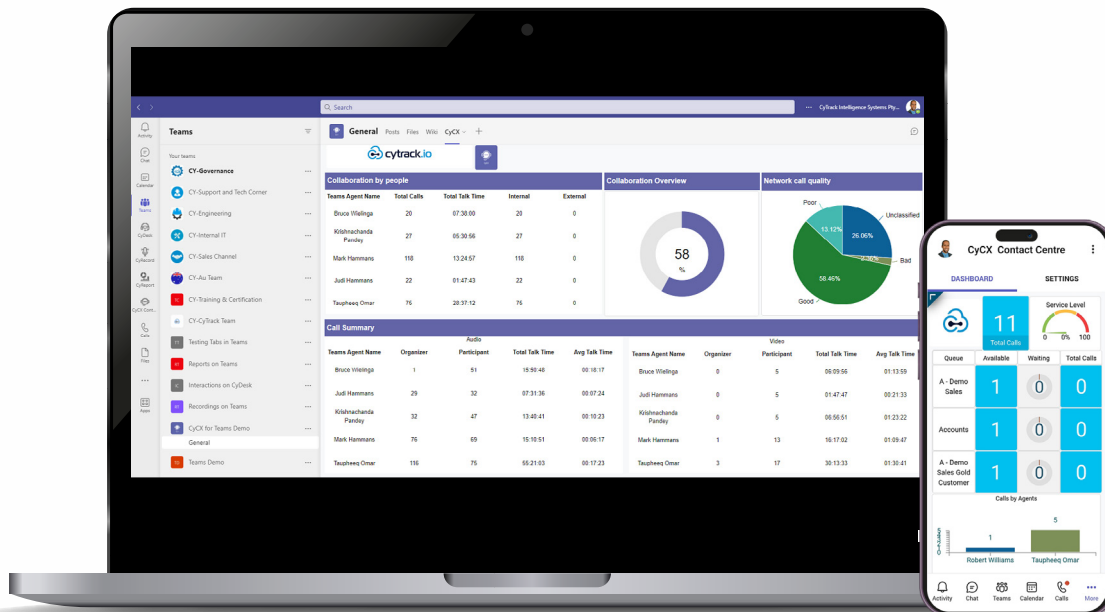 Search
CyTrack Intelligence Systems Pty...
Activity
Chat
Calendar
Teams
CyDesk
CyRecord
CyReport
CyCX Cont...
Calls
Files
Apps
Teams
Your teams
CY-Governance
CY-Support and Tech Corner
CY-Engineering
CY-Internal IT
CY-Sales Channel
CY-Au Team
CY-Training & Certification
CY-CyTrack Team
Testing Tabs in Teams
Reports on Teams
Interactions on CyDesk
Recordings on Teams
CyCX for Teams Demo
General
Teams Demo
General Posts Files Wiki CyCX
cytrack.io
Collaboration by people
Teams Agent Name Total Calls Total Talk Time Internal External
Bruce Wielinga 20 07:38:00 20 0
Krishnachanda Pandey 27 05:30:56 27 0
Mark Hammans 118 13:24:57 118 0
Judi Hammans 22 01:47:43 22 0
Taupheeq Omar 76 28:37:12 76 0
Collaboration Overview
58
%
Network call quality
Poor
Unclassified
13.12%
26.06%
Bad
58.46%
Good
Call Summary
Audio
Teams Agent Name Organizer Participant Total Talk Time Avg Talk Time
Bruce Wielinga 1 51 15:50:48 00:18:17
Judi Hammans 29 32 07:31:36 00:07:24
Krishnachanda Pandey 32 47 13:40:41 00:10:23
Mark Hammans 76 69 15:10:51 00:06:17
Taupheeq Omar 116 75 55:21:03 00:17:23
Video
Teams Agent Name Organizer Participant Total Talk Time Avg Talk Time
Bruce Wielinga 0 5 06:09:56 01:13:59
Judi Hammans 0 5 01:47:47 00:21:33
Krishnachanda Pandey 0 5 06:56:51 01:23:22
Mark Hammans 1 13 16:17:02 01:09:47
Taupheeq Omar 3 17 30:13:33 01:30:41
CyCX Contact Centre
DASHBOARD SETTINGS
11
Total Calls
Service Level
0 0% 100
Queue Available Waiting Total Calls
A - Demo Sales 1 0 0
Accounts 1 0 0
A - Demo Sales Gold Customer 1 0 0
Calls by Agents
1
5
Robert Williams Taupheeq Omar
Activity Chat Teams Calendar Calls More